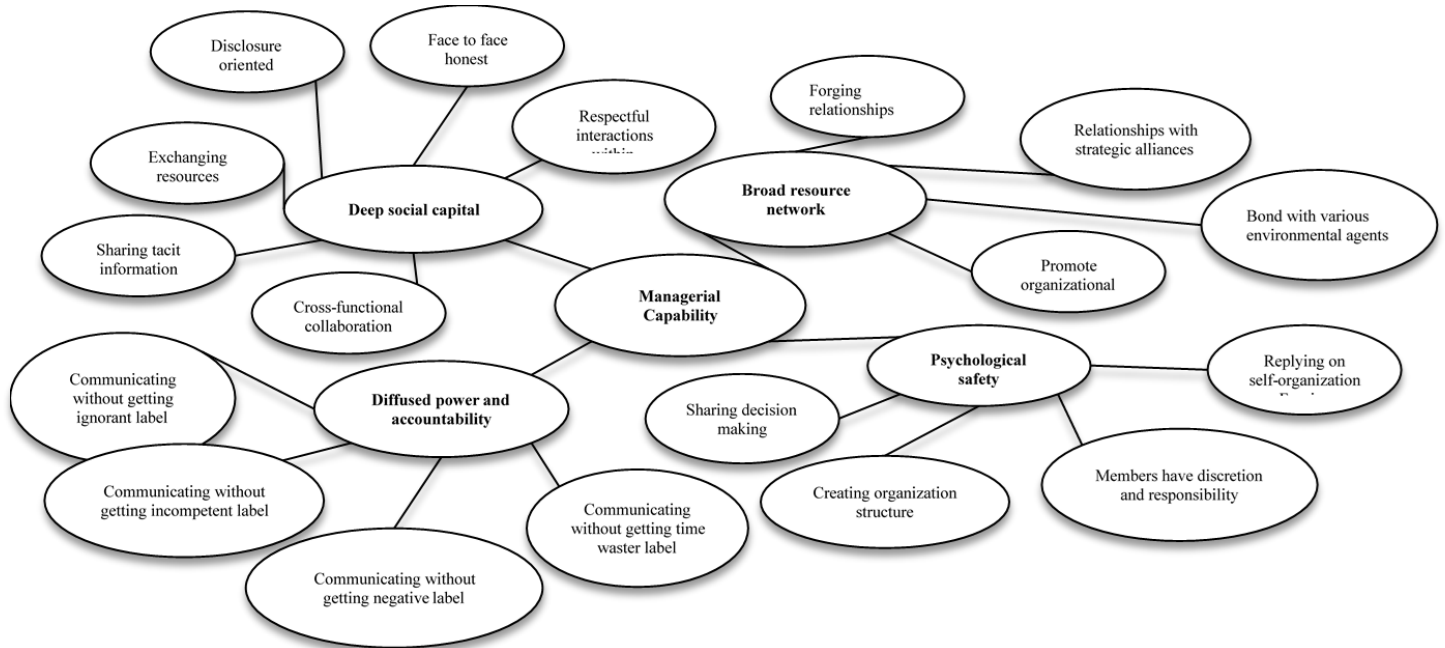 Disclosure
oriented
Face to face
honest
Respectful
interactions
Exchanging
resources
Deep social capital
Sharing tacit
information
Cross-functional
collaboration
Forging
relationships
Relationships with
strategic alliances
Broad resource
network
Bond with various
environmental agents
Promote
organizational
Managerial
Capability
Communicating
without getting
ignorant label
Diffused power and
accountability
Communicating without
getting incompetent label
Communicating without
getting negative label
Communicating
without getting time
waster label
Psychological
safety
Replying on
self-organization
Sharing decision
making
Creating organization
structure
Members have discretion
and responsibility